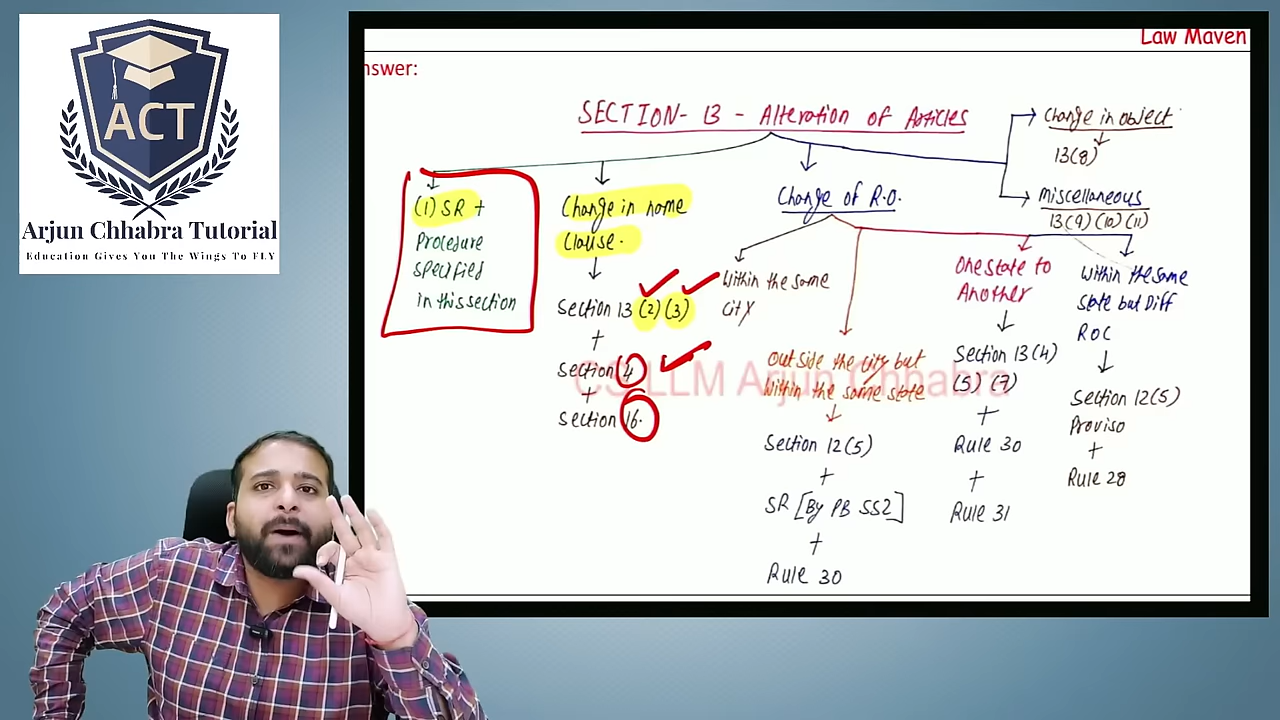 Law Maven
nswer:
SECTION- 13 - Alteration of Articles
(1) SR +
Procedure
specified
in this section
Change in name
Clause.
Section 13 (2) (3)
+
Section 4
+
Section 16.
Change of R.O.
Within the same
City
Outside the city but
Within the same state
Section 12(5)
+
SR [By PB SS2]
+
Rule 30
One state to
Another
Section 13(4)
(5) (7)
+
Rule 30
+
Rule 31
Within the same
state but Diff
ROC
Section 12(5)
Proviso
+
Rule 28
Change in object
13(8)
Miscellaneous
13(9) (10) (11)
CS LLM Arjun Chhabra
ACT
Arjun Chhabra Tutorial
Education Gives You The Wings To FLY